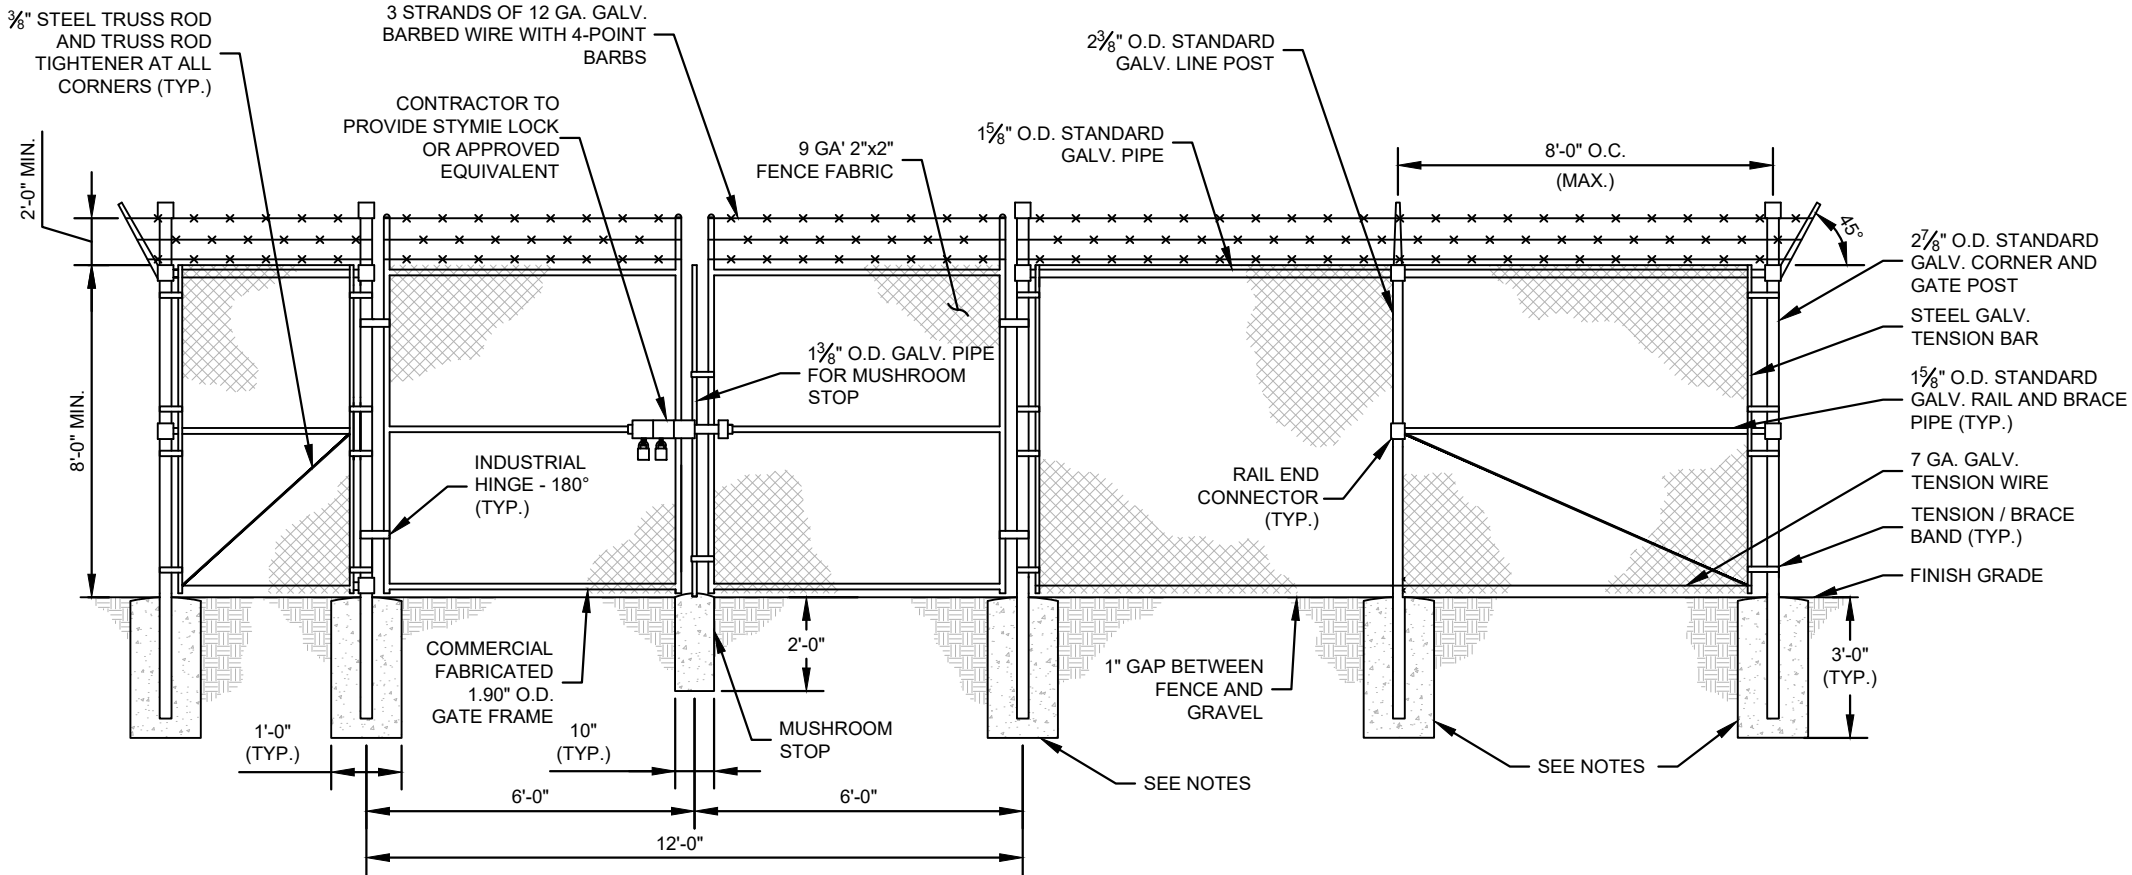 ⅜" STEEL TRUSS ROD
AND TRUSS ROD
TIGHTENER AT ALL
CORNERS (TYP.)
3 STRANDS OF 12 GA. GALV.
BARBED WIRE WITH 4-POINT
BARBS
CONTRACTOR TO
PROVIDE STYMIE LOCK
OR APPROVED
EQUIVALENT
9 GA' 2"x2"
FENCE FABRIC
2⅜" O.D. STANDARD
GALV. LINE POST
1⅝" O.D. STANDARD
GALV. PIPE
8'-0" O.C.
(MAX.)
2'-0" MIN.
45°
2⅞" O.D. STANDARD
GALV. CORNER AND
GATE POST
STEEL GALV.
TENSION BAR
1⅝" O.D. STANDARD
GALV. RAIL AND BRACE
PIPE (TYP.)
7 GA. GALV.
TENSION WIRE
TENSION / BRACE
BAND (TYP.)
FINISH GRADE
8'-0" MIN.
1⅜" O.D. GALV. PIPE
FOR MUSHROOM
STOP
INDUSTRIAL
HINGE - 180°
(TYP.)
RAIL END
CONNECTOR
(TYP.)
COMMERCIAL
FABRICATED
1.90" O.D.
GATE FRAME
2'-0"
1" GAP BETWEEN
FENCE AND
GRAVEL
3'-0"
(TYP.)
1'-0"
(TYP.)
10"
(TYP.)
MUSHROOM
STOP
SEE NOTES
SEE NOTES
6'-0"
6'-0"
12'-0"